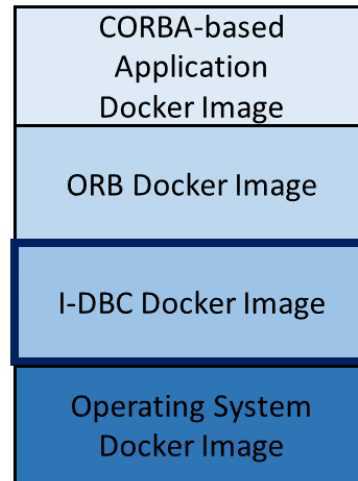 CORBA-based
Application
Docker Image
ORB Docker Image
I-DBC Docker Image
Operating System
Docker Image